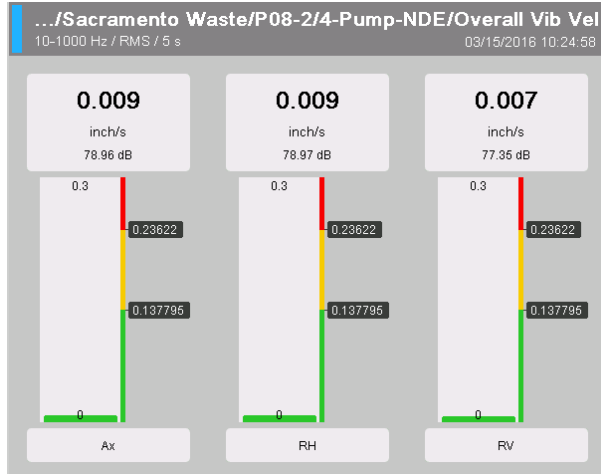 .../Sacramento Waste/P08-2/4-Pump-NDE/Overall Vib Vel
10-1000 Hz / RMS / 5 s 03/15/2016 10:24:58
0.009 0.009 0.007
inch/s inch/s inch/s
78.96 dB 78.97 dB 77.35 dB
0.3 0.3 0.3
0.23622 0.23622 0.23622
0.137795 0.137795 0.137795
0 0 0
Ax RH RV